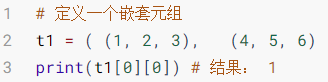 1 # 定义一个嵌套元组
2 t1 = ( (1, 2, 3), (4, 5, 6)
3 print(t1[0][0]) # 结果： 1